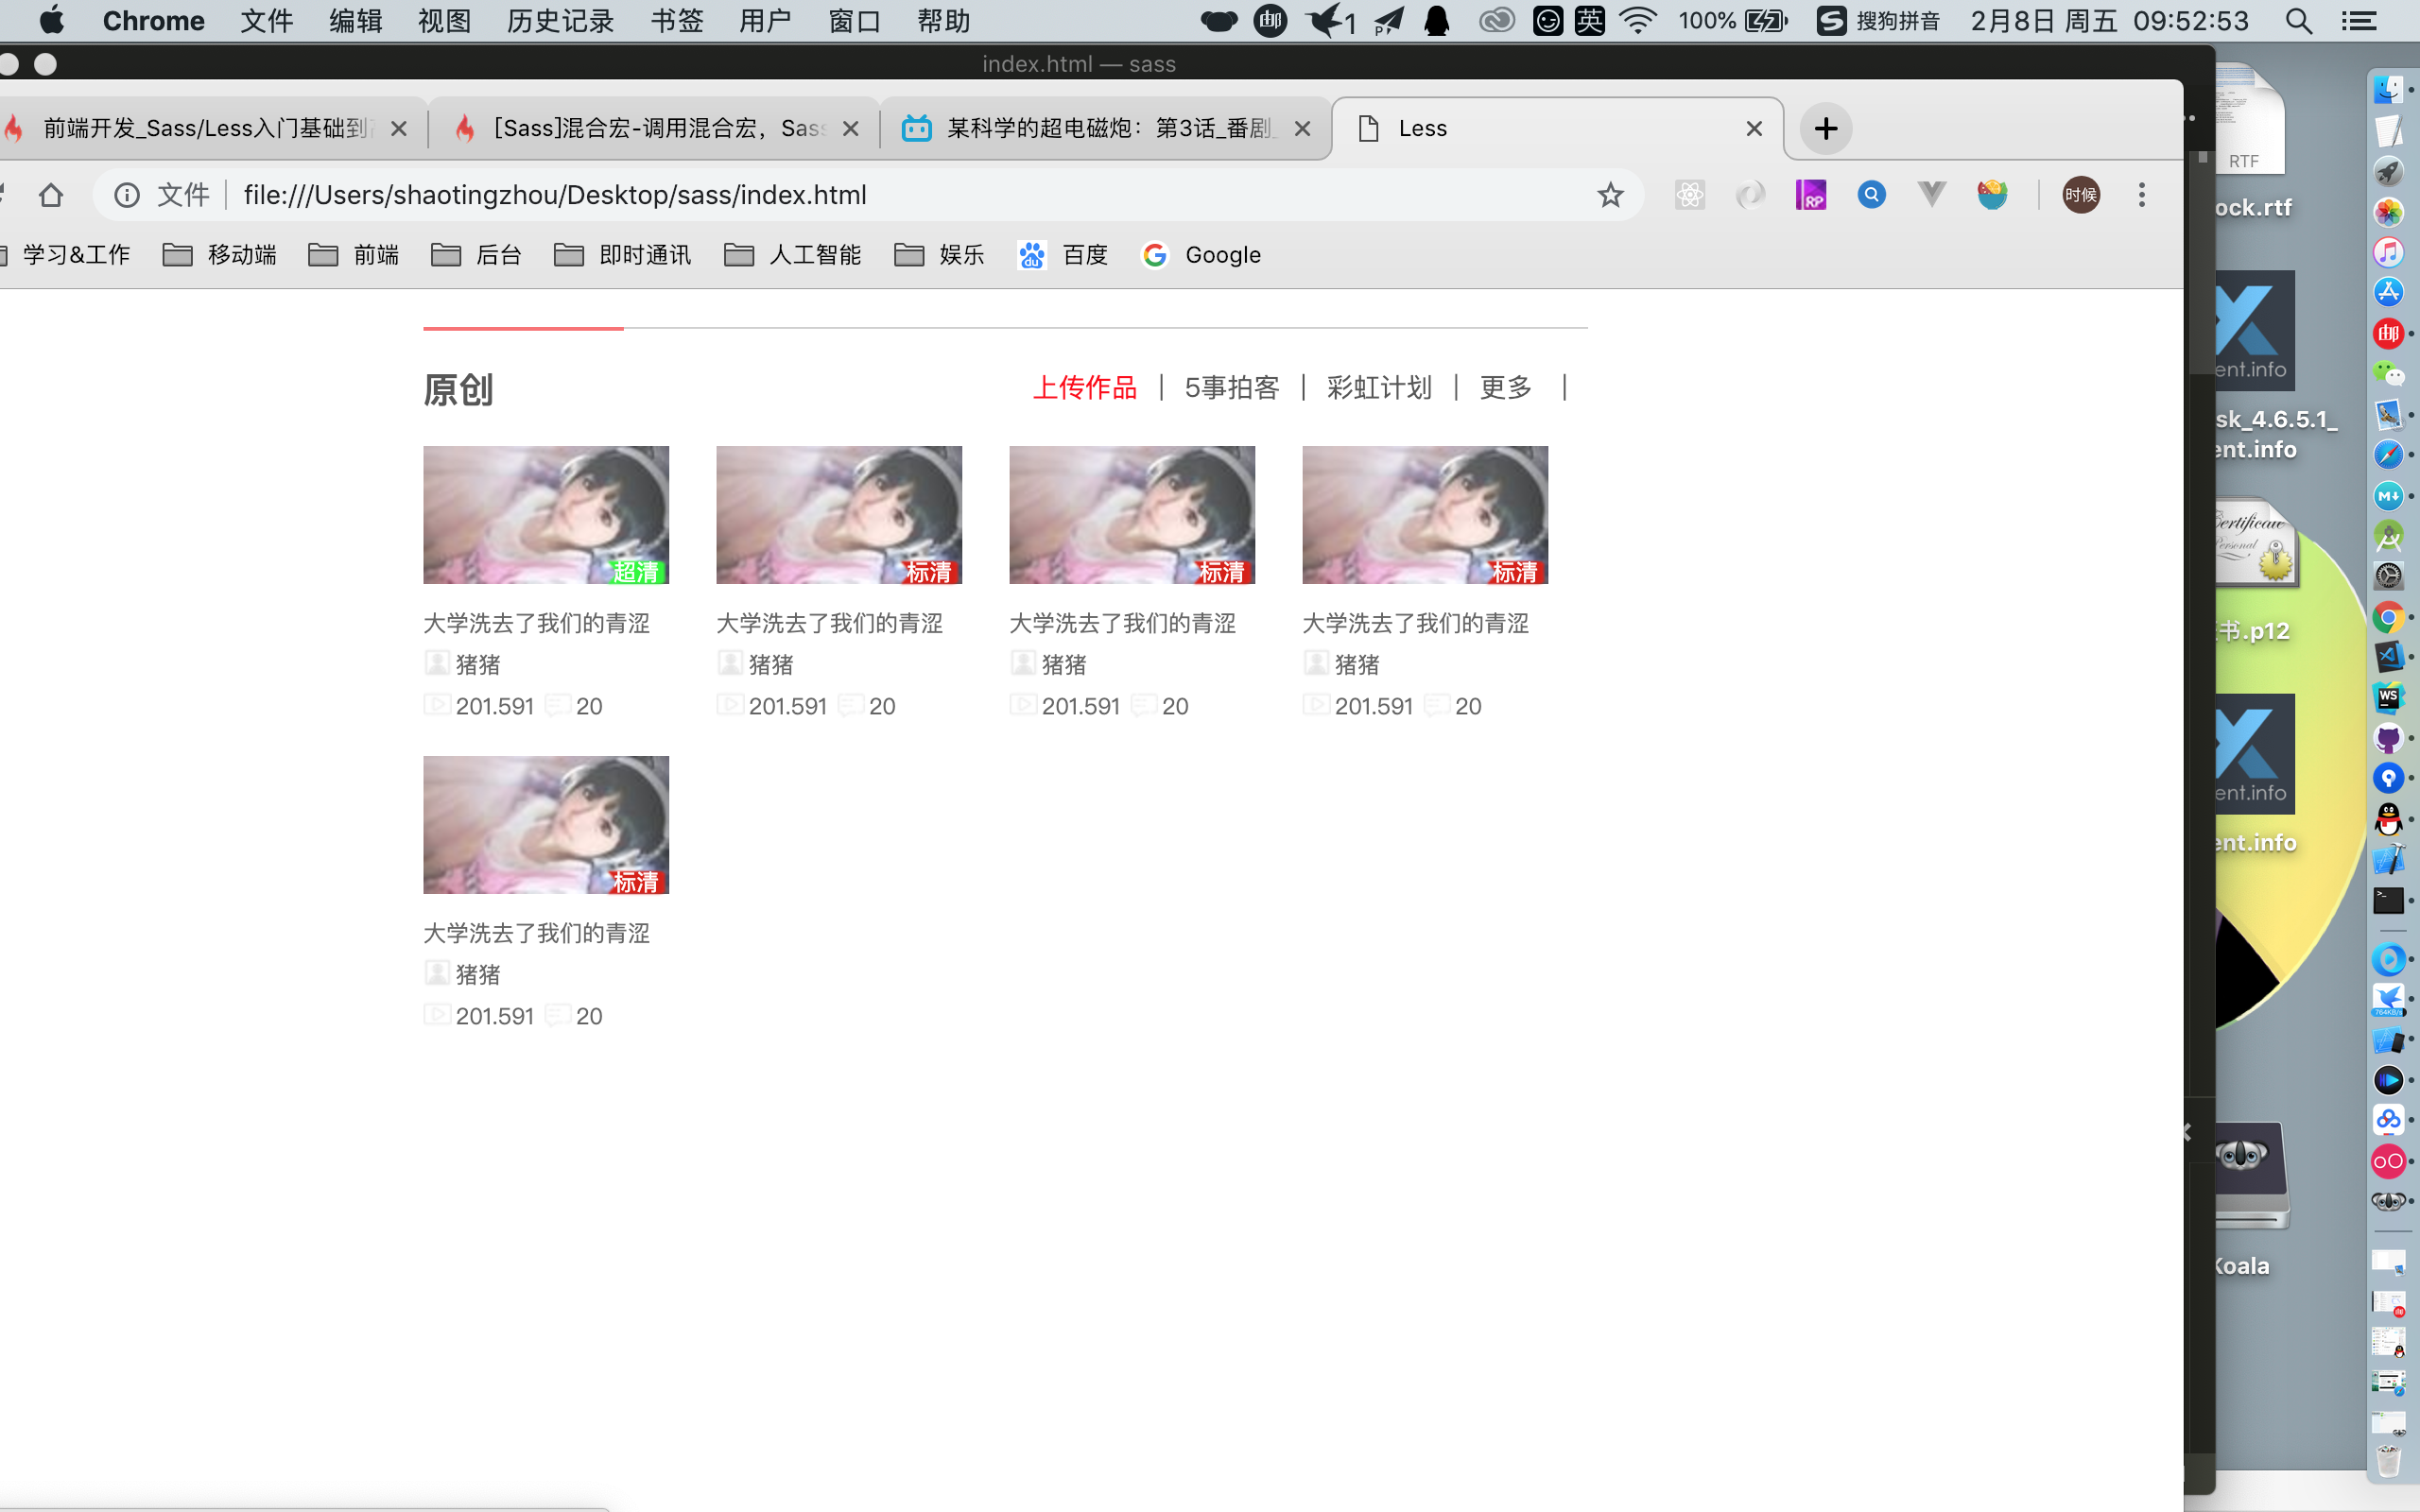 Chrome 文件 编辑 视图 历史记录 书签 用户 窗口 帮助 1 英 100% 搜狗拼音 2月8日 周五 09:52:53
index.html — sass
前端开发_Sass/Less入门基础到 [Sass]混合宏-调用混合宏，Sass 某科学的超电磁炮：第3话_番剧_ Less
文件 file:///Users/shaotingzhou/Desktop/sass/index.html RP 时候
学习&工作 移动端 前端 后台 即时通讯 人工智能 娱乐 du 百度 Google
原创 上传作品 | 5事拍客 | 彩虹计划 | 更多 |
超清 标清 标清 标清
大学洗去了我们的青涩 大学洗去了我们的青涩 大学洗去了我们的青涩 大学洗去了我们的青涩
猪猪 猪猪 猪猪 猪猪
201.591 20 201.591 20 201.591 20 201.591 20
标清
大学洗去了我们的青涩
猪猪
201.591 20
RTF
ock.rtf
ent.info
sk_4.6.5.1_
ent.info
Personal
书.p12
ent.info
ent.info
Koala
邮
M
WS
764KB/s